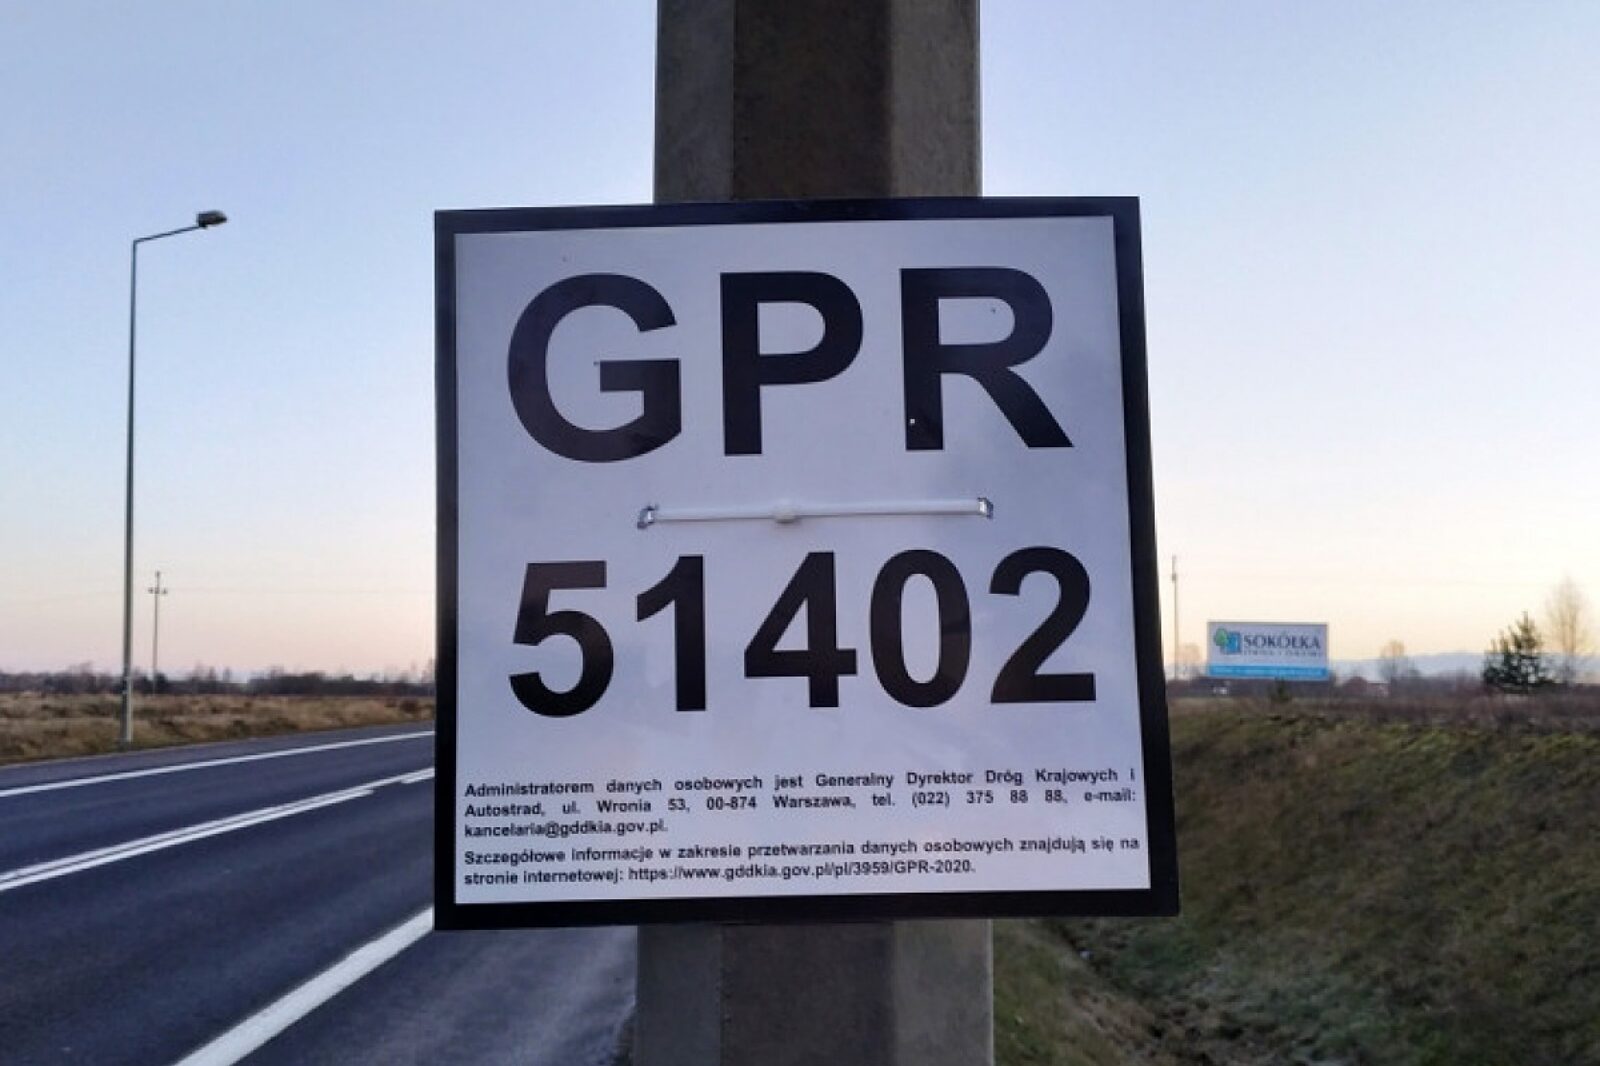 GPR
51402
Administratorem danych osobowych jest Generalny Dyrektor Dróg Krajowych i
Autostrad, ul. Wronia 53, 00-874 Warszawa, tel. (022) 375 88 88, e-mail:
kancelaria@gddkia.gov.pl.
Szczegółowe informacje w zakresie przetwarzania danych osobowych znajdują się na
stronie internetowej: https://www.gddkia.gov.pl/pl/3959/GPR-2020.
SOKÓŁKA